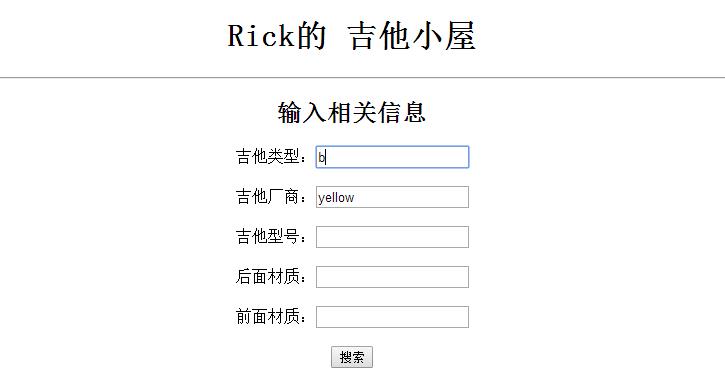 Rick的 吉他小屋
输入相关信息
吉他类型： b
吉他厂商： yellow
吉他型号：
后面材质：
前面材质：
搜索